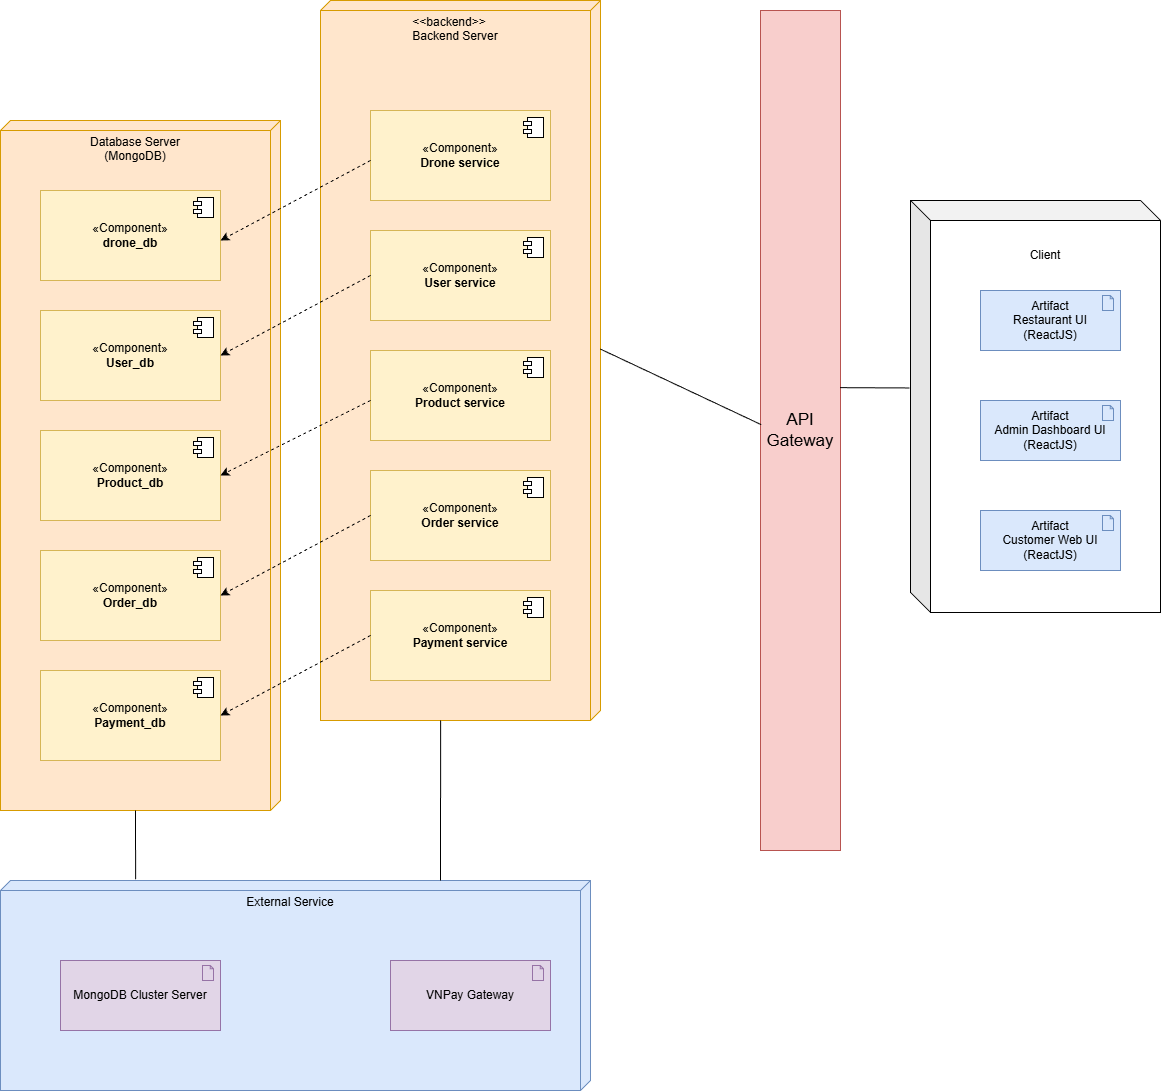 <<backend>>
Backend Server
Database Server
(MongoDB)
«Component»
drone_db
«Component»
User_db
«Component»
Product_db
«Component»
Order_db
«Component»
Payment_db
«Component»
Drone service
«Component»
User service
«Component»
Product service
«Component»
Order service
«Component»
Payment service
API
Gateway
Client
Artifact
Restaurant UI
(ReactJS)
Artifact
Admin Dashboard UI
(ReactJS)
Artifact
Customer Web UI
(ReactJS)
External Service
MongoDB Cluster Server
VNPay Gateway